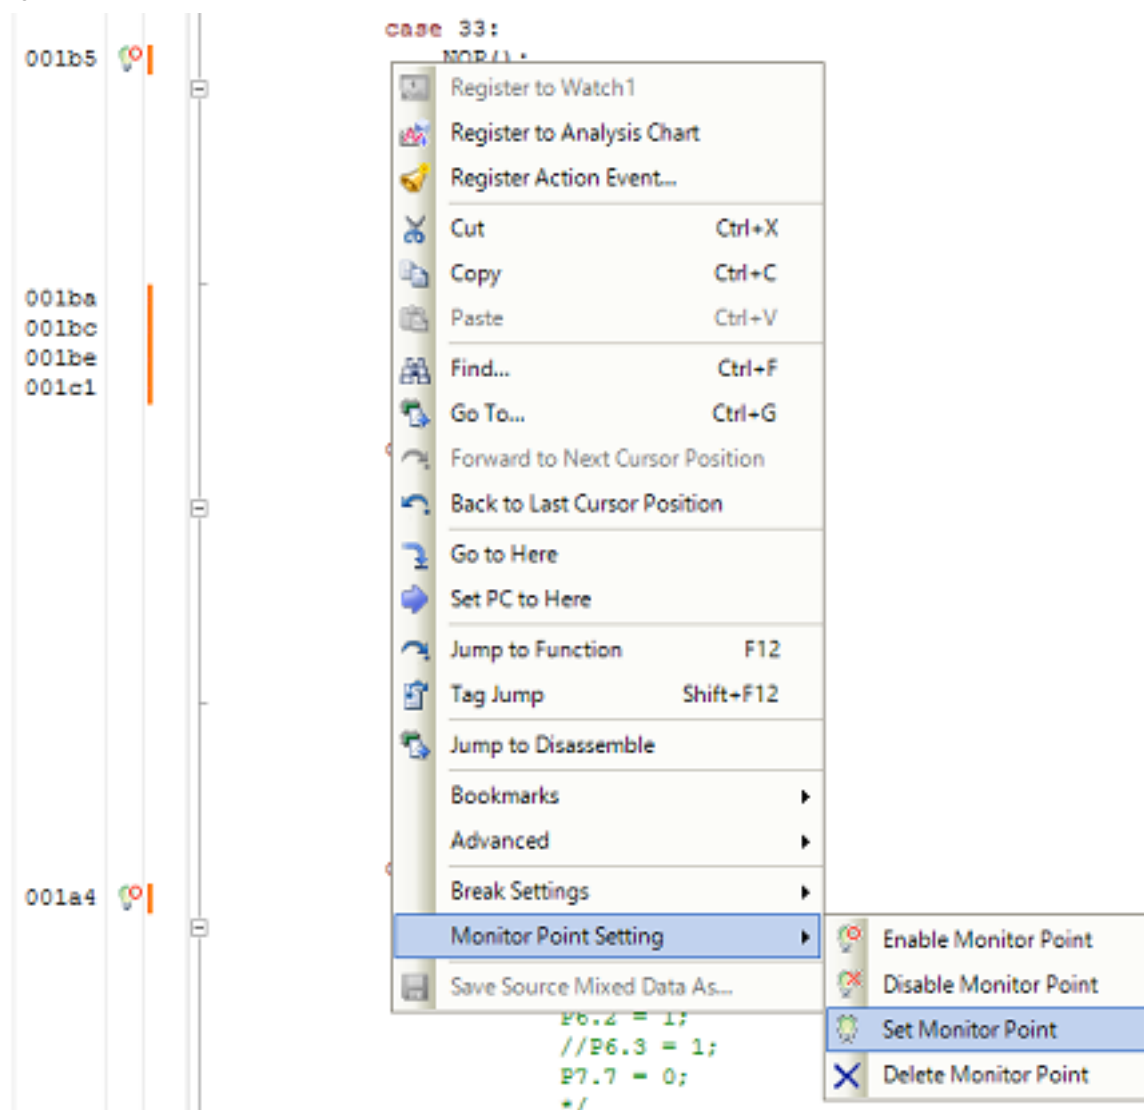 case 33:
001b5 NOP();
Register to Watch1
Register to Analysis Chart
Register Action Event...
Cut Ctrl+X
Copy Ctrl+C
001ba
Paste Ctrl+V
001bc
001be
Find... Ctrl+F
001c1
Go To... Ctrl+G
Forward to Next Cursor Position
Back to Last Cursor Position
Go to Here
Set PC to Here
Jump to Function F12
Tag Jump Shift+F12
Jump to Disassemble
Bookmarks
Advanced
001a4 Break Settings
Monitor Point Setting
Enable Monitor Point
Save Source Mixed Data As...
Disable Monitor Point
P6.2 = 1;
Set Monitor Point
//P6.3 = 1;
P7.7 = 0;
Delete Monitor Point
*/